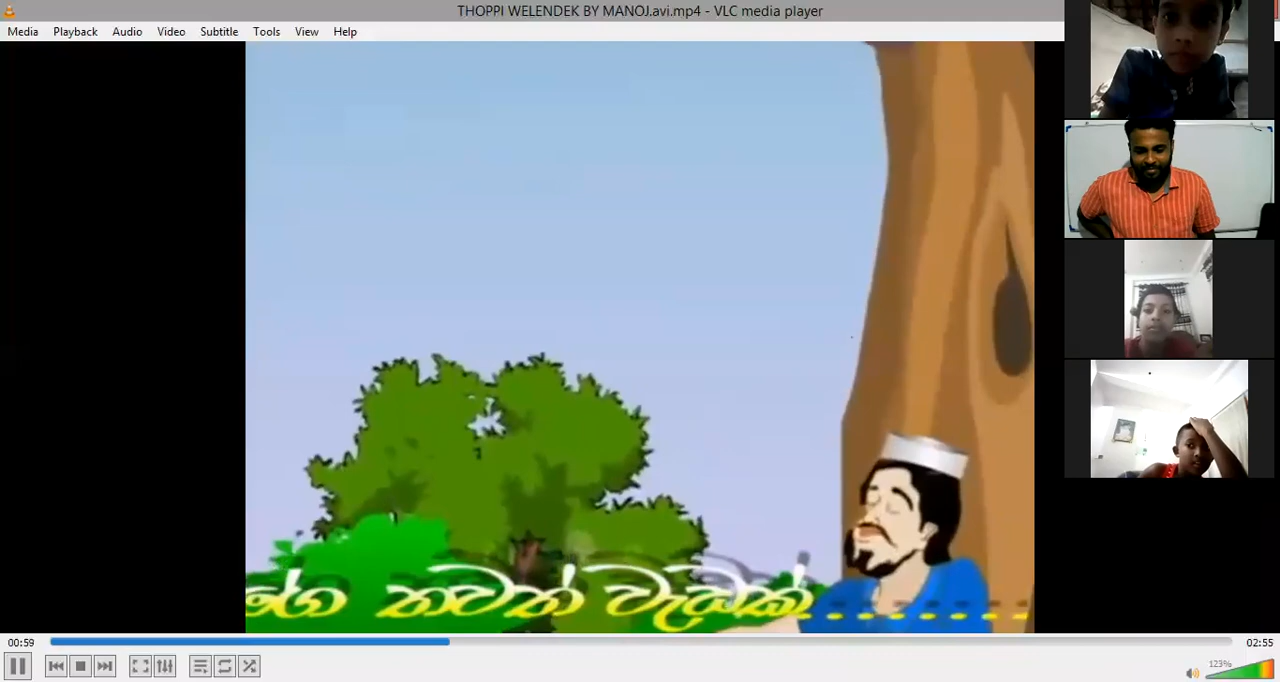 THOPPI WELENDEK BY MANOJ.avi.mp4 - VLC media player
Media Playback Audio Video Subtitle Tools View Help
තවත් වැඩක්
00:59 02:55
123%